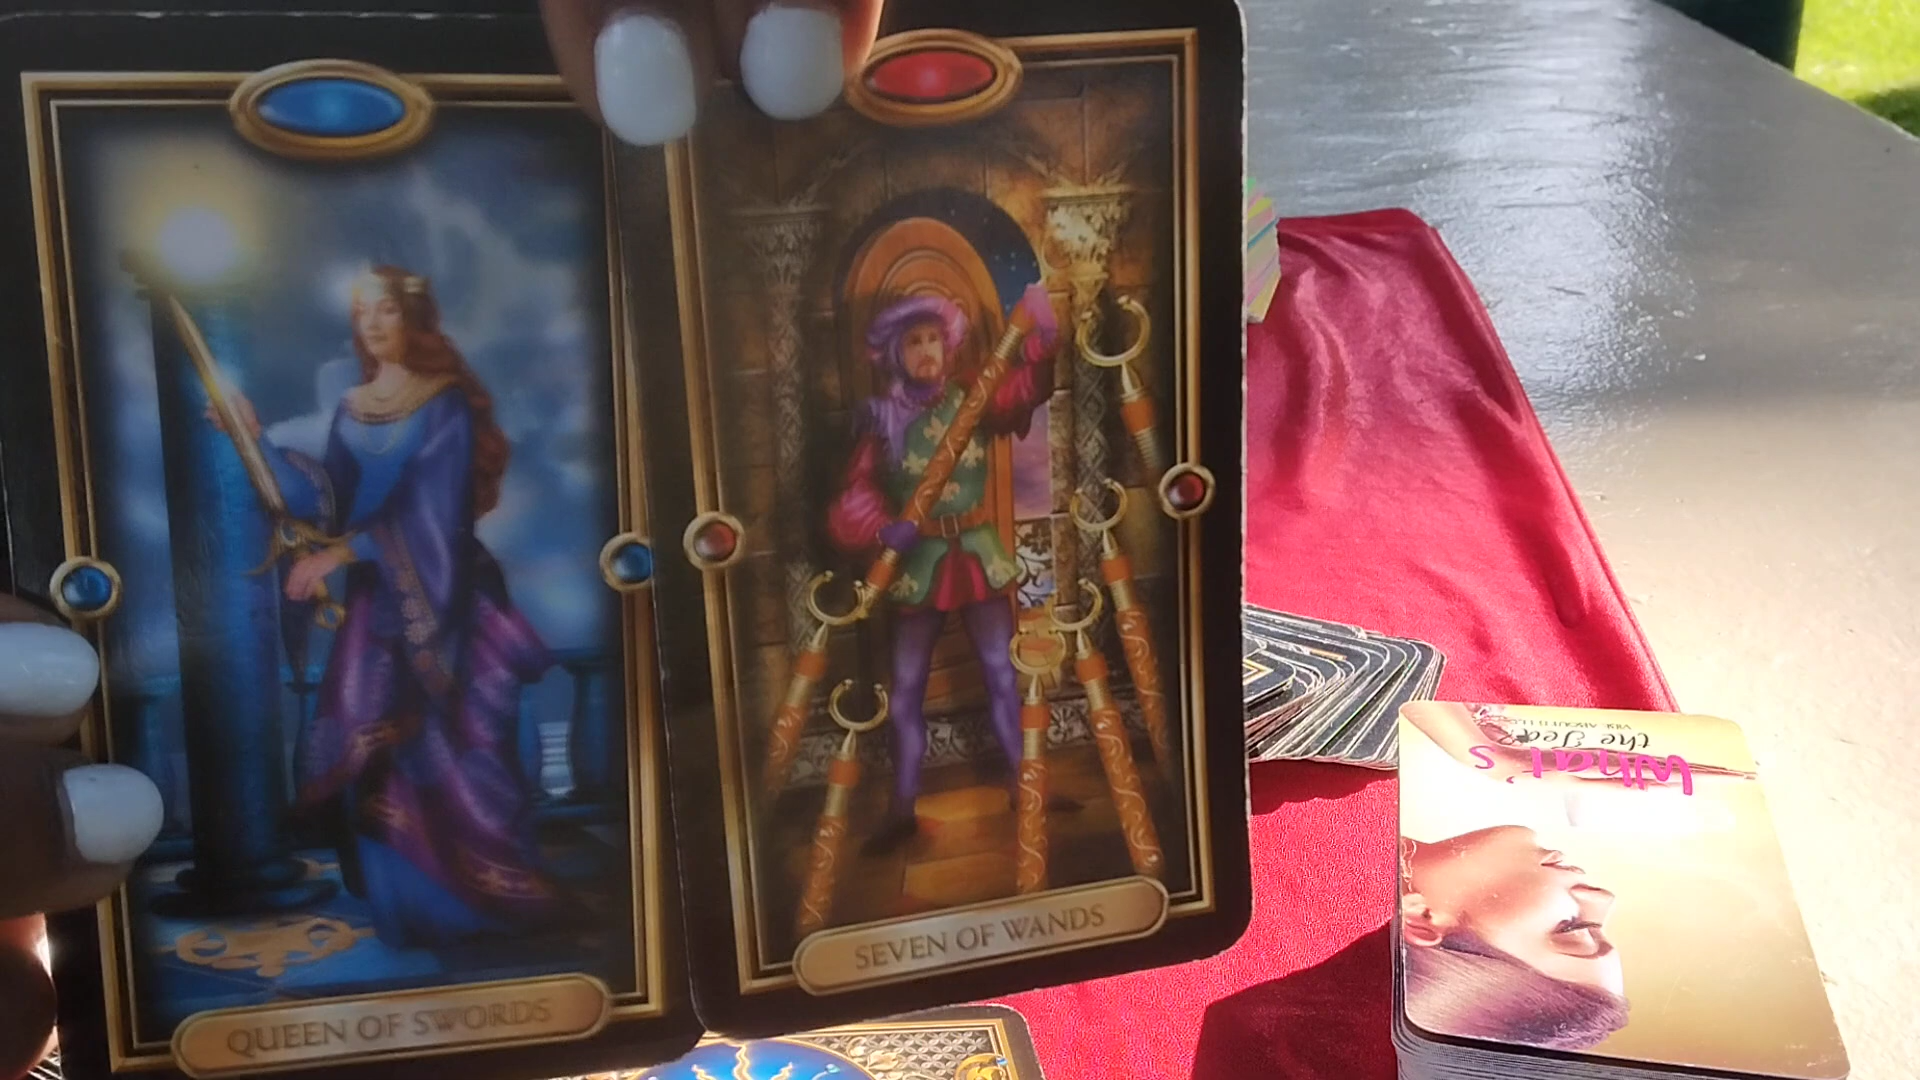 QUEEN OF SWORDS
SEVEN OF WANDS
What's
the Tea?